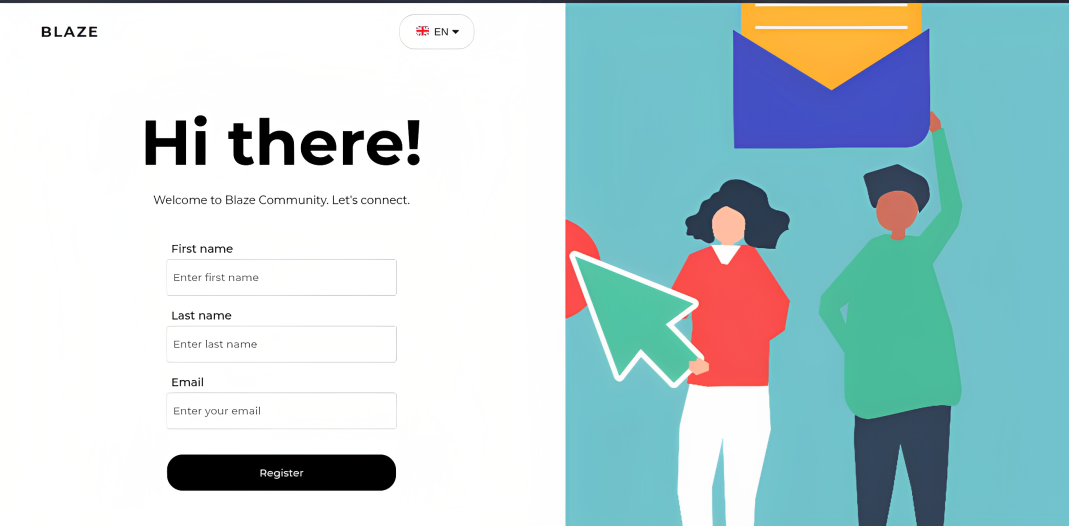 BLAZE
EN
Hi there!
Welcome to Blaze Community. Let's connect.
First name
Enter first name
Last name
Enter last name
Email
Enter your email
Register